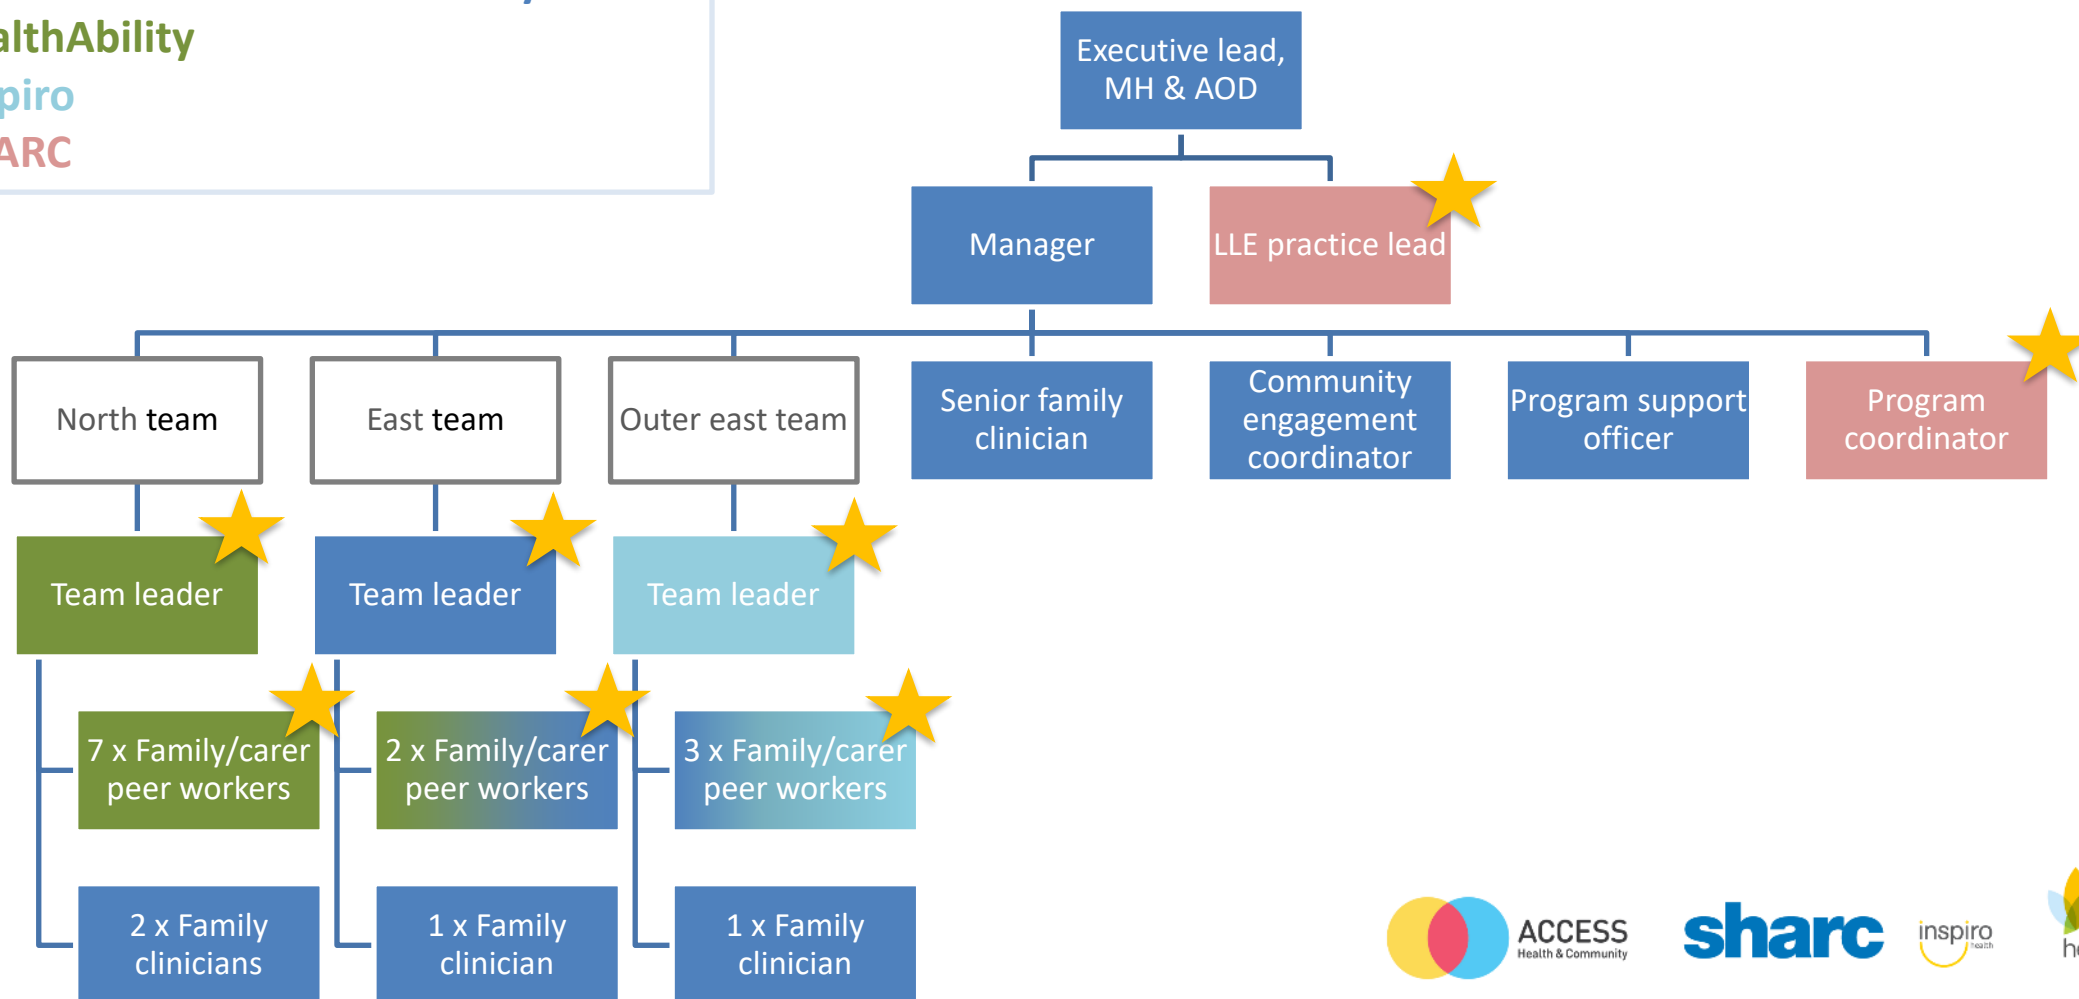 althAbility
piro
ARC
Executive lead,
MH & AOD
Manager
LLE practice lead
North team
East team
Outer east team
Senior family
clinician
Community
engagement
coordinator
Program support
officer
Program
coordinator
Team leader
Team leader
Team leader
7 x Family/carer
peer workers
2 x Family/carer
peer workers
3 x Family/carer
peer workers
2 x Family
clinicians
1 x Family
clinician
1 x Family
clinician
ACCESS
Health & Community
sharc
inspiro
health
he